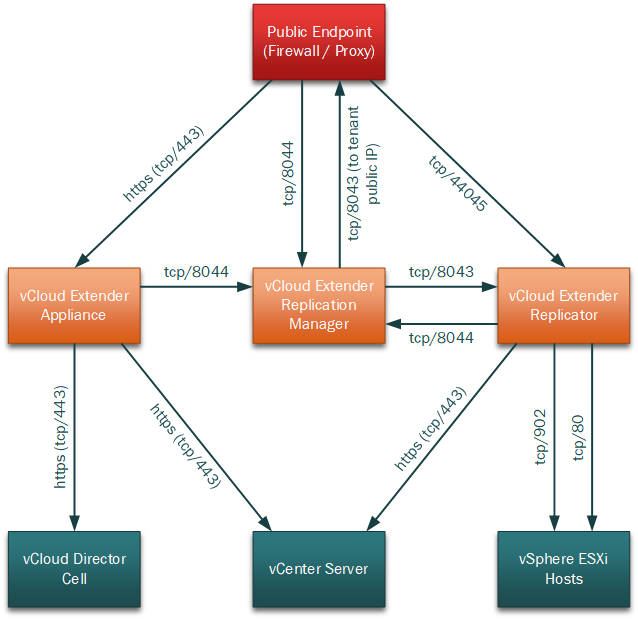 Public Endpoint
(Firewall / Proxy)
https (tcp/443)
tcp/8044
tcp/8043 (to tenant
public IP)
tcp/44045
vCloud Extender
Appliance
tcp/8044
vCloud Extender
Replication
Manager
tcp/8043
tcp/8044
vCloud Extender
Replicator
https (tcp/443)
https (tcp/443)
https (tcp/443)
tcp/902
tcp/80
vCloud Director
Cell
vCenter Server
vSphere ESXi
Hosts